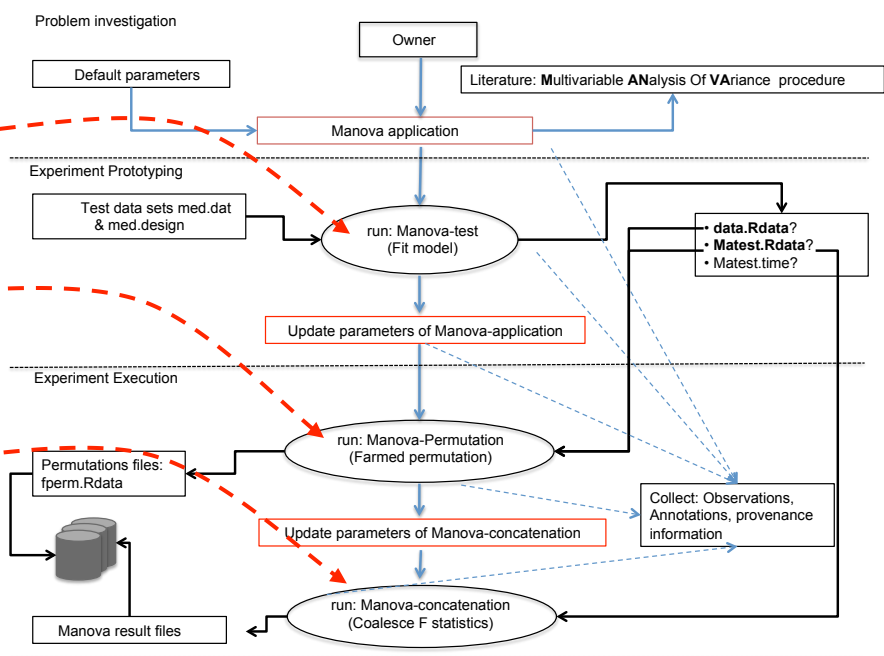 Problem investigation
Owner
Default parameters
Literature: Multivariable ANalysis Of VAriance procedure
Manova application
Experiment Prototyping
Test data sets med.dat
& med.design
run: Manova-test
(Fit model)
• data.Rdata?
• Matest.Rdata?
• Matest.time?
Update parameters of Manova-application
Experiment Execution
run: Manova-Permutation
(Farmed permutation)
Permutations files:
fperm.Rdata
Collect: Observations,
Annotations, provenance
information
Update parameters of Manova-concatenation
run: Manova-concatenation
(Coalesce F statistics)
Manova result files